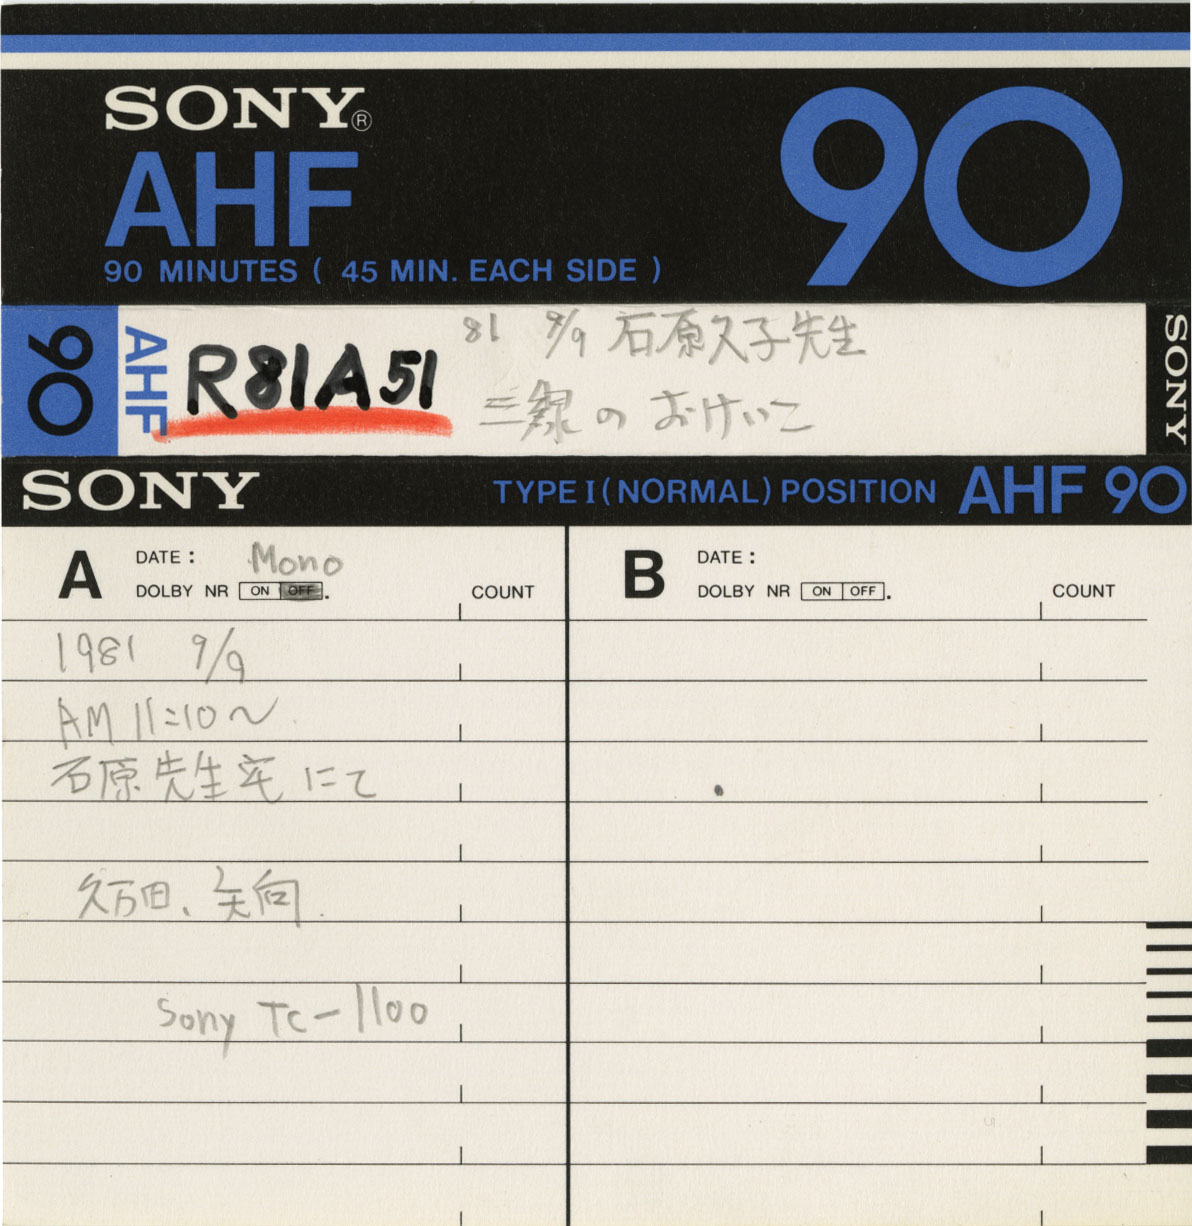 SONY®
AHF
90
90 MINUTES ( 45 MIN. EACH SIDE )
90
AHF
R81A51
81 9/9 石原久子先生
三線の おけいこ
SONY
SONY
TYPE I (NORMAL) POSITION AHF 90
A DATE : Mono
DOLBY NR ON OFF . COUNT
B DATE :
DOLBY NR ON OFF . COUNT
1981 9/9
AM 11:10〜
石原先生宅にて
久万田、矢向.
Sony TC-1100